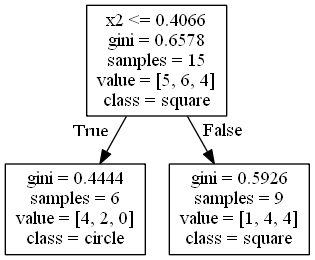 x2 <= 0.4066
gini = 0.6578
samples = 15
value = [5, 6, 4]
class = square
True
False
gini = 0.4444
samples = 6
value = [4, 2, 0]
class = circle
gini = 0.5926
samples = 9
value = [1, 4, 4]
class = square